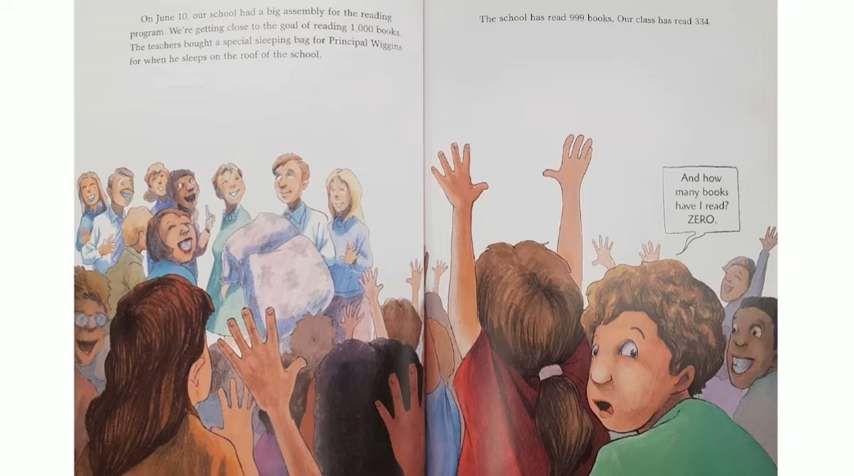 On June 10, our school had a big assembly for the reading
program. We're getting close to the goal of reading 1,000 books.
The teachers bought a special sleeping bag for Principal Wiggins
for when he sleeps on the roof of the school.
The school has read 999 books. Our class has read 334.
And how
many books
have I read?
ZERO.